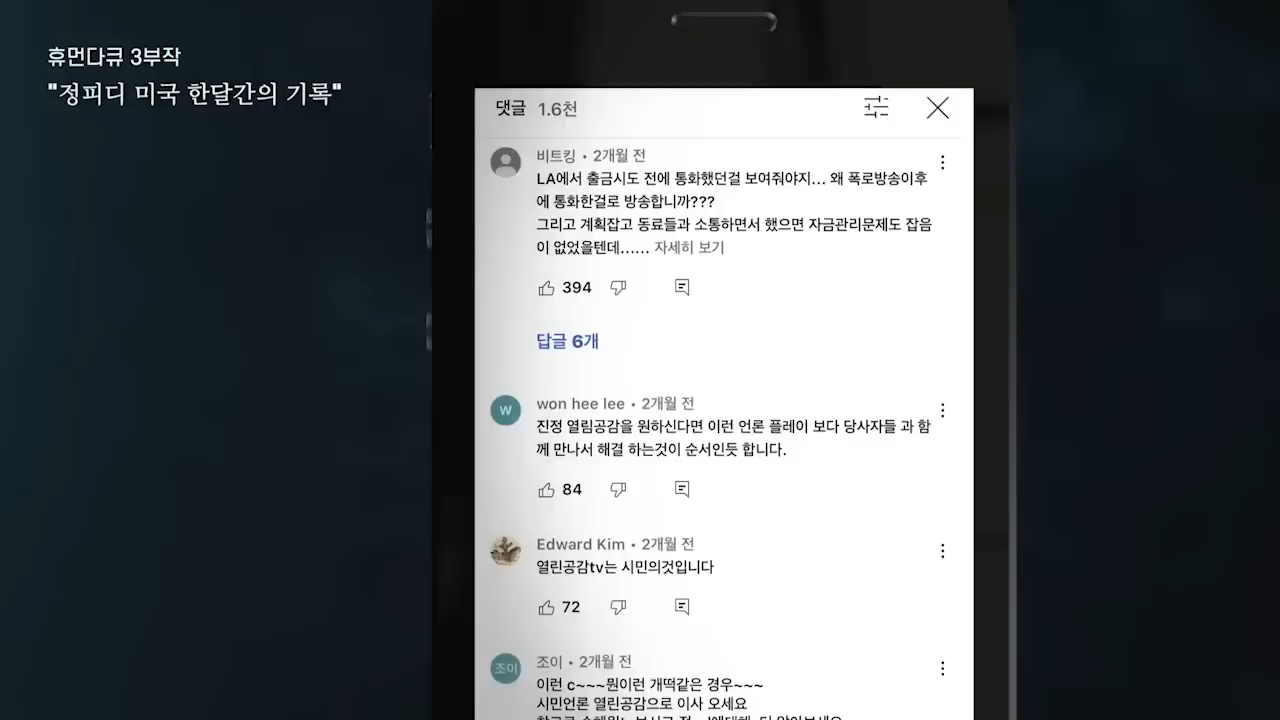 휴먼다큐 3부작
"정피디 미국 한달간의 기록"
댓글 1.6천
비트킹 • 2개월 전
LA에서 출금시도 전에 통화했던걸 보여줘야지... 왜 폭로방송이후
에 통화한걸로 방송합니까???
그리고 계획잡고 동료들과 소통하면서 했으면 자금관리문제도 잡음
이 없었을텐데...... 자세히 보기
394
답글 6개
W
won hee lee • 2개월 전
진정 열림공감을 원하신다면 이런 언론 플레이 보다 당사자들 과 함
께 만나서 해결 하는것이 순서인듯 합니다.
84
Edward Kim • 2개월 전
열린공감tv는 시민의것입니다
72
조이
조이 • 2개월 전
이런 c~~~뭔이런 개떡같은 경우~~~
시민언론 열린공감으로 이사 오세요